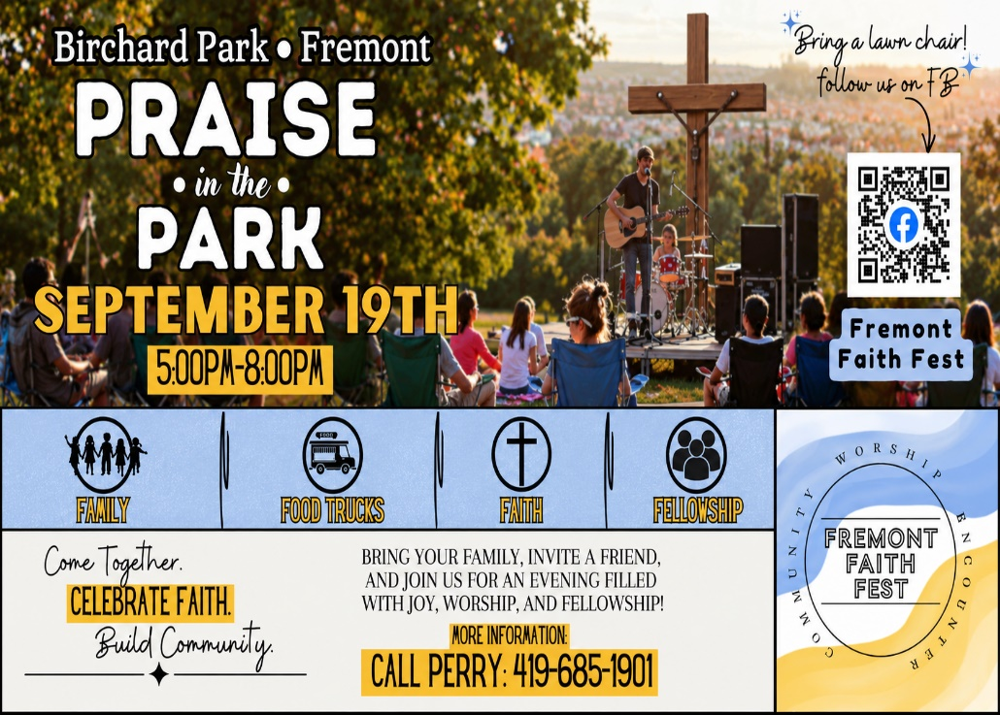 Birchard Park • Fremont
PRAISE
• in the •
PARK
SEPTEMBER 19TH
5:00PM-8:00PM
Bring a lawn chair!
follow us on FB
Fremont
Faith Fest
FAMILY
FOOD
FOOD TRUCKS
FAITH
FELLOWSHIP
Come Together.
CELEBRATE FAITH.
Build Community.
BRING YOUR FAMILY, INVITE A FRIEND,
AND JOIN US FOR AN EVENING FILLED
WITH JOY, WORSHIP, AND FELLOWSHIP!
MORE INFORMATION:
CALL PERRY: 419-685-1901
COMMUNITY WORSHIP ENCOUNTER
FREMONT
FAITH
FEST